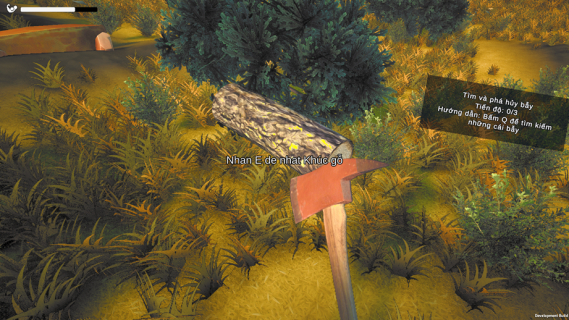 Tìm và phá hủy bẫy
Tiến độ: 0/3
Hướng dẫn: Bấm Q để tìm kiếm
những cái bẫy
Nhấn E để nhặt Khúc gỗ
Development Build